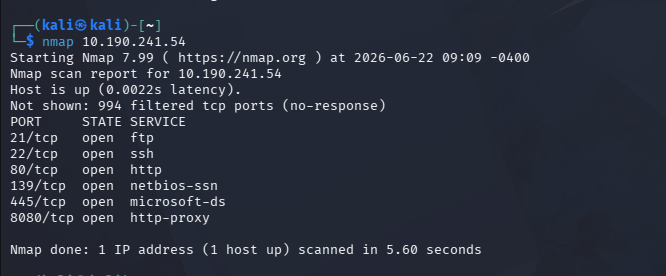 ┌──(kali㉿kali)-[~]
└─$ nmap 10.190.241.54
Starting Nmap 7.99 ( https://nmap.org ) at 2026-06-22 09:09 -0400
Nmap scan report for 10.190.241.54
Host is up (0.0022s latency).
Not shown: 994 filtered tcp ports (no-response)
PORT     STATE SERVICE
21/tcp   open  ftp
22/tcp   open  ssh
80/tcp   open  http
139/tcp  open  netbios-ssn
445/tcp  open  microsoft-ds
8080/tcp open  http-proxy
Nmap done: 1 IP address (1 host up) scanned in 5.60 seconds